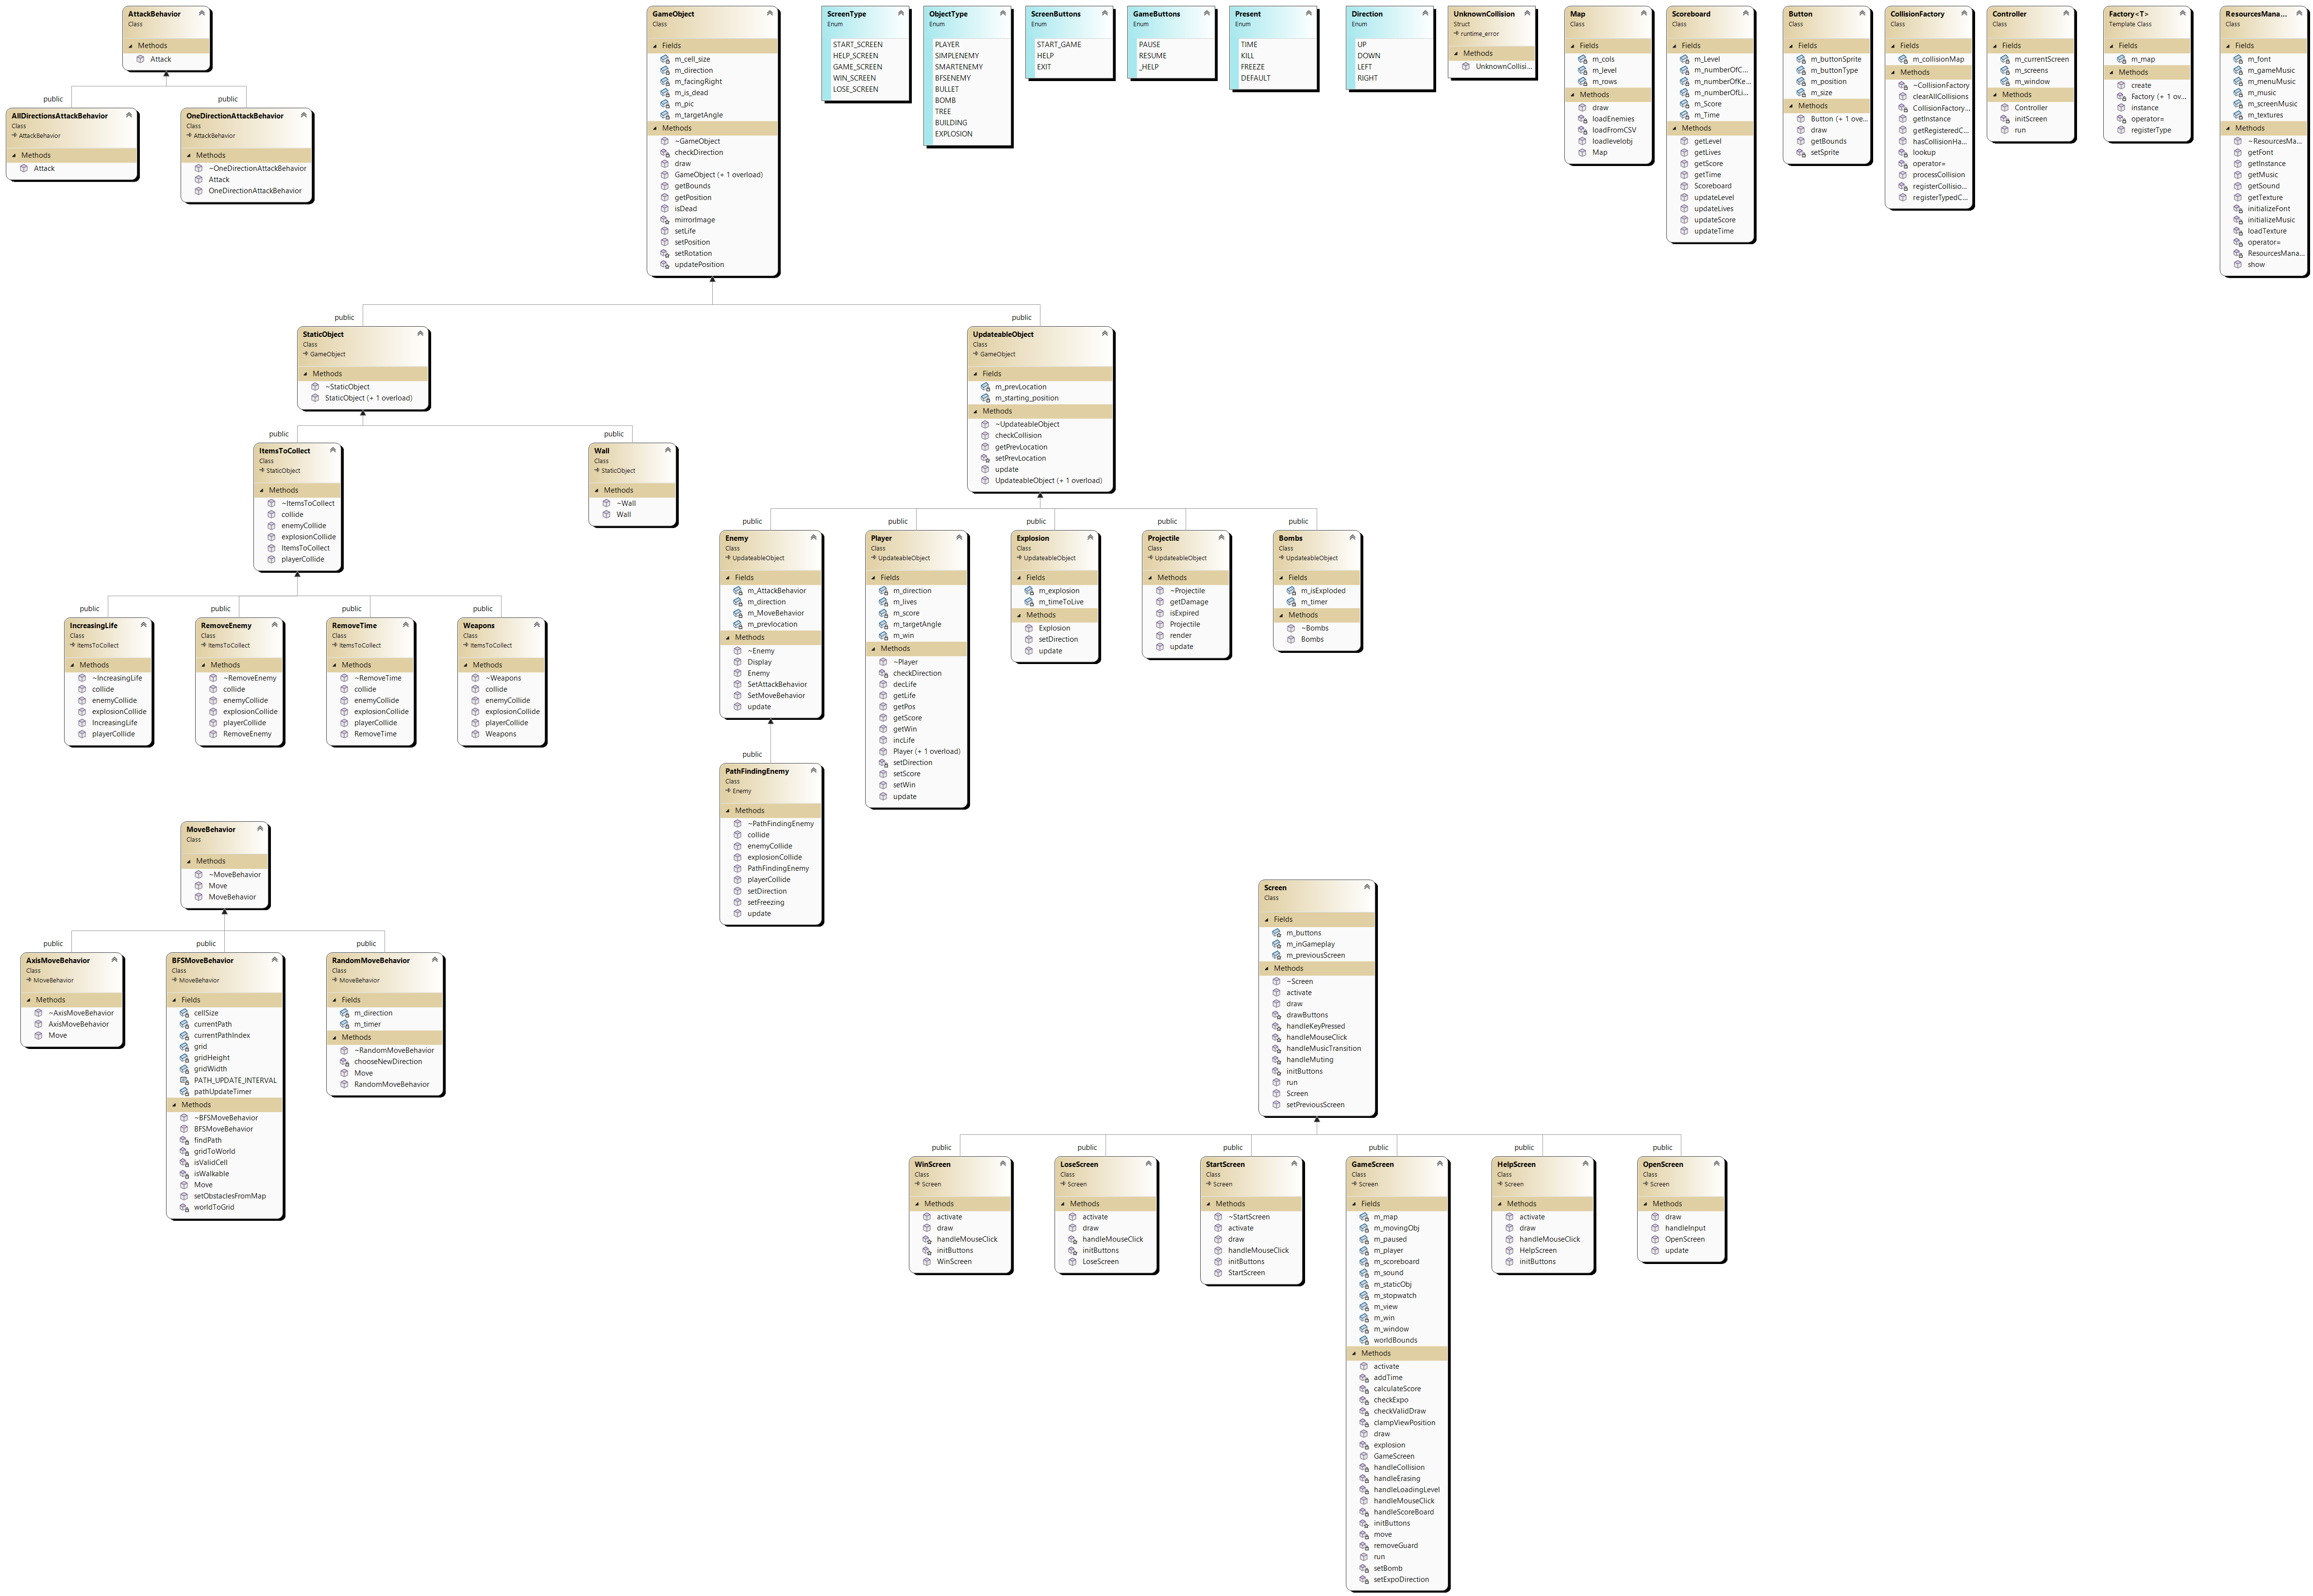 AttackBehavior
Class
Methods
Attack
public
public
AllDirectionsAttackBehavior
Class
AttackBehavior
Methods
Attack
OneDirectionAttackBehavior
Class
AttackBehavior
Methods
~OneDirectionAttackBehavior
Attack
OneDirectionAttackBehavior
GameObject
Class
Fields
m_cell_size
m_direction
m_facingRight
m_is_dead
m_pic
m_targetAngle
Methods
~GameObject
checkDirection
draw
GameObject (+ 1 overload)
getBounds
getPosition
isDead
mirrorImage
setLife
setPosition
setRotation
updatePosition
ScreenType
Enum
START_SCREEN
HELP_SCREEN
GAME_SCREEN
WIN_SCREEN
LOSE_SCREEN
ObjectType
Enum
PLAYER
SIMPLENEMY
SMARTENEMY
BFSENEMY
BULLET
BOMB
TREE
BUILDING
EXPLOSION
ScreenButtons
Enum
START_GAME
HELP
EXIT
GameButtons
Enum
PAUSE
RESUME
_HELP
Present
Enum
TIME
KILL
FREEZE
DEFAULT
Direction
Enum
UP
DOWN
LEFT
RIGHT
UnknownCollision
Struct
runtime_error
Methods
UnknownCollisi...
Map
Class
Fields
m_cols
m_level
m_rows
Methods
draw
loadEnemies
loadFromCSV
loadlevelobj
Map
Scoreboard
Class
Fields
m_Level
m_numberOfC...
m_numberOfKe...
m_numberOfLi...
m_Score
m_Time
Methods
getLevel
getLives
getScore
getTime
Scoreboard
updateLevel
updateLives
updateScore
updateTime
Button
Class
Fields
m_buttonSprite
m_buttonType
m_position
m_size
Methods
Button (+ 1 ove...
draw
getBounds
setSprite
CollisionFactory
Class
Fields
m_collisionMap
Methods
~CollisionFactory
clearAllCollisions
CollisionFactory...
getInstance
getRegisteredC...
hasCollisionHa...
lookup
operator=
processCollision
registerCollisio...
registerTypedC...
Controller
Class
Fields
m_currentScreen
m_screens
m_window
Methods
Controller
initScreen
run
Factory<T>
Template Class
Fields
m_map
Methods
create
Factory (+ 1 ov...
instance
operator=
registerType
ResourcesMana...
Class
Fields
m_font
m_gameMusic
m_menuMusic
m_music
m_screenMusic
m_textures
Methods
~ResourcesMa...
getFont
getInstance
getMusic
getSound
getTexture
initializeFont
initializeMusic
loadTexture
operator=
ResourcesMana...
show
public
public
StaticObject
Class
GameObject
Methods
~StaticObject
StaticObject (+ 1 overload)
UpdateableObject
Class
GameObject
Fields
m_prevLocation
m_starting_position
Methods
~UpdateableObject
checkCollision
getPrevLocation
setPrevLocation
update
UpdateableObject (+ 1 overload)
public
public
ItemsToCollect
Class
StaticObject
Methods
~ItemsToCollect
collide
enemyCollide
explosionCollide
ItemsToCollect
playerCollide
Wall
Class
StaticObject
Methods
~Wall
Wall
public
public
public
public
IncreasingLife
Class
ItemsToCollect
Methods
~IncreasingLife
collide
enemyCollide
explosionCollide
IncreasingLife
playerCollide
RemoveEnemy
Class
ItemsToCollect
Methods
~RemoveEnemy
collide
enemyCollide
explosionCollide
playerCollide
RemoveEnemy
RemoveTime
Class
ItemsToCollect
Methods
~RemoveTime
collide
enemyCollide
explosionCollide
playerCollide
RemoveTime
Weapons
Class
ItemsToCollect
Methods
~Weapons
collide
enemyCollide
explosionCollide
playerCollide
Weapons
public
public
public
public
public
Enemy
Class
UpdateableObject
Fields
m_AttackBehavior
m_direction
m_MoveBehavior
m_prevlocation
Methods
~Enemy
Display
Enemy
SetAttackBehavior
SetMoveBehavior
update
Player
Class
UpdateableObject
Fields
m_direction
m_lives
m_score
m_targetAngle
m_win
Methods
~Player
checkDirection
decLife
getLife
getPos
getScore
getWin
incLife
Player (+ 1 overload)
setDirection
setScore
setWin
update
Explosion
Class
UpdateableObject
Fields
m_explosion
m_timeToLive
Methods
Explosion
setDirection
update
Projectile
Class
UpdateableObject
Methods
~Projectile
getDamage
isExpired
Projectile
render
update
Bombs
Class
UpdateableObject
Fields
m_isExploded
m_timer
Methods
~Bombs
Bombs
public
PathFindingEnemy
Class
Enemy
Methods
~PathFindingEnemy
collide
enemyCollide
explosionCollide
PathFindingEnemy
playerCollide
setDirection
setFreezing
update
MoveBehavior
Class
Methods
~MoveBehavior
Move
MoveBehavior
public
public
public
AxisMoveBehavior
Class
MoveBehavior
Methods
~AxisMoveBehavior
AxisMoveBehavior
Move
BFSMoveBehavior
Class
MoveBehavior
Fields
cellSize
currentPath
currentPathIndex
grid
gridHeight
gridWidth
PATH_UPDATE_INTERVAL
pathUpdateTimer
Methods
~BFSMoveBehavior
BFSMoveBehavior
findPath
gridToWorld
isValidCell
isWalkable
Move
setObstaclesFromMap
worldToGrid
RandomMoveBehavior
Class
MoveBehavior
Fields
m_direction
m_timer
Methods
~RandomMoveBehavior
chooseNewDirection
Move
RandomMoveBehavior
Screen
Class
Fields
m_buttons
m_inGameplay
m_previousScreen
Methods
~Screen
activate
draw
drawButtons
handleKeyPressed
handleMouseClick
handleMusicTransition
handleMuting
initButtons
run
Screen
setPreviousScreen
public
public
public
public
public
public
WinScreen
Class
Screen
Methods
activate
draw
handleMouseClick
initButtons
WinScreen
LoseScreen
Class
Screen
Methods
activate
draw
handleMouseClick
initButtons
LoseScreen
StartScreen
Class
Screen
Methods
~StartScreen
activate
draw
handleMouseClick
initButtons
StartScreen
GameScreen
Class
Screen
Fields
m_map
m_movingObj
m_paused
m_player
m_scoreboard
m_sound
m_staticObj
m_stopwatch
m_view
m_win
m_window
worldBounds
Methods
activate
addTime
calculateScore
checkExpo
checkValidDraw
clampViewPosition
draw
explosion
GameScreen
handleCollision
handleErasing
handleLoadingLevel
handleMouseClick
handleScoreBoard
initButtons
move
removeGuard
run
setBomb
setExpoDirection
HelpScreen
Class
Screen
Methods
activate
draw
handleMouseClick
HelpScreen
initButtons
OpenScreen
Class
Screen
Methods
draw
handleInput
OpenScreen
update